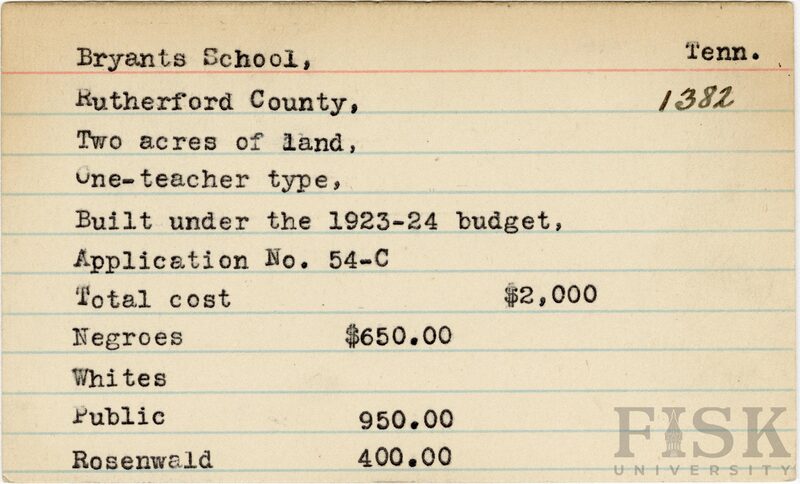 Bryants School, Tenn.
Rutherford County, 1382
Two acres of land,
One-teacher type,
Built under the 1923-24 budget,
Application No. 54-C
Total cost $2,000
Negroes $650.00
Whites
Public 950.00
Rosenwald 400.00
FISK
UNIVERSITY